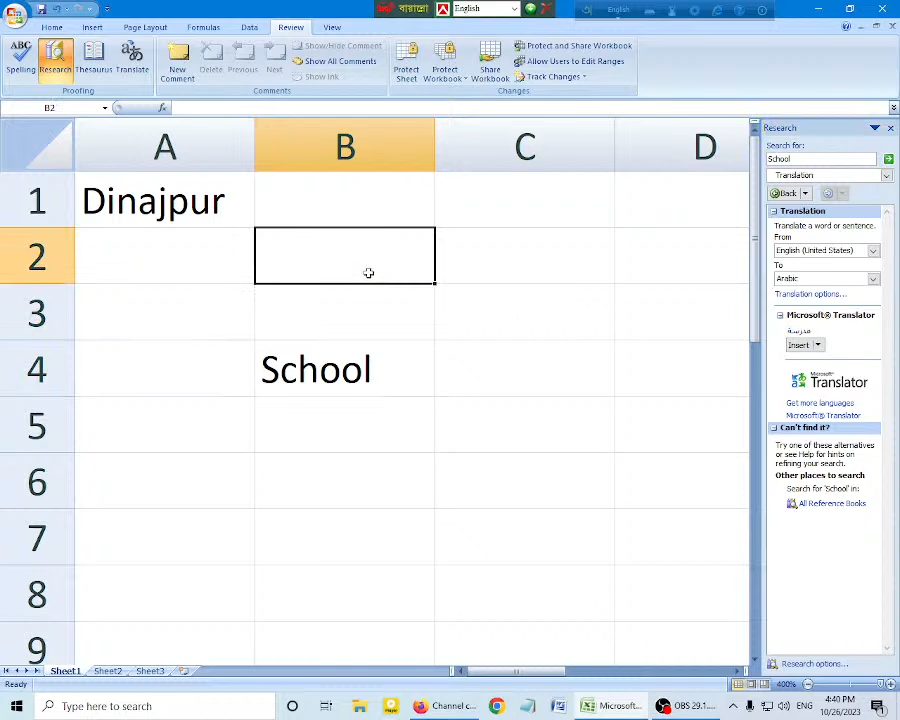 বায়ান্নো
English
English
Home Insert Page Layout Formulas Data Review View
ABC
Spelling Research Thesaurus Translate
Proofing
New Comment Delete Previous Next
Show/Hide Comment
Show All Comments
Show Ink
Comments
Protect Sheet Protect Workbook Share Workbook
Protect and Share Workbook
Allow Users to Edit Ranges
Track Changes
Changes
B2 fx
A B C D
1 Dinajpur
2
3
4 School
5
6
7
8
9
Research
Search for:
School
Translation
Back
Translation
Translate a word or sentence.
From
English (United States)
To
Arabic
Translation options...
Microsoft® Translator
مدرسة
Insert
Microsoft® Translator
Get more languages
Microsoft® Translator
Can't find it?
Try one of these alternatives
or see Help for hints on
refining your search.
Other places to search
Search for 'School' in:
All Reference Books
Research options...
Sheet1 Sheet2 Sheet3
Ready 400%
Type here to search
Channel c...
Microsoft...
OBS 29.1....
4:40 PM
10/26/2023